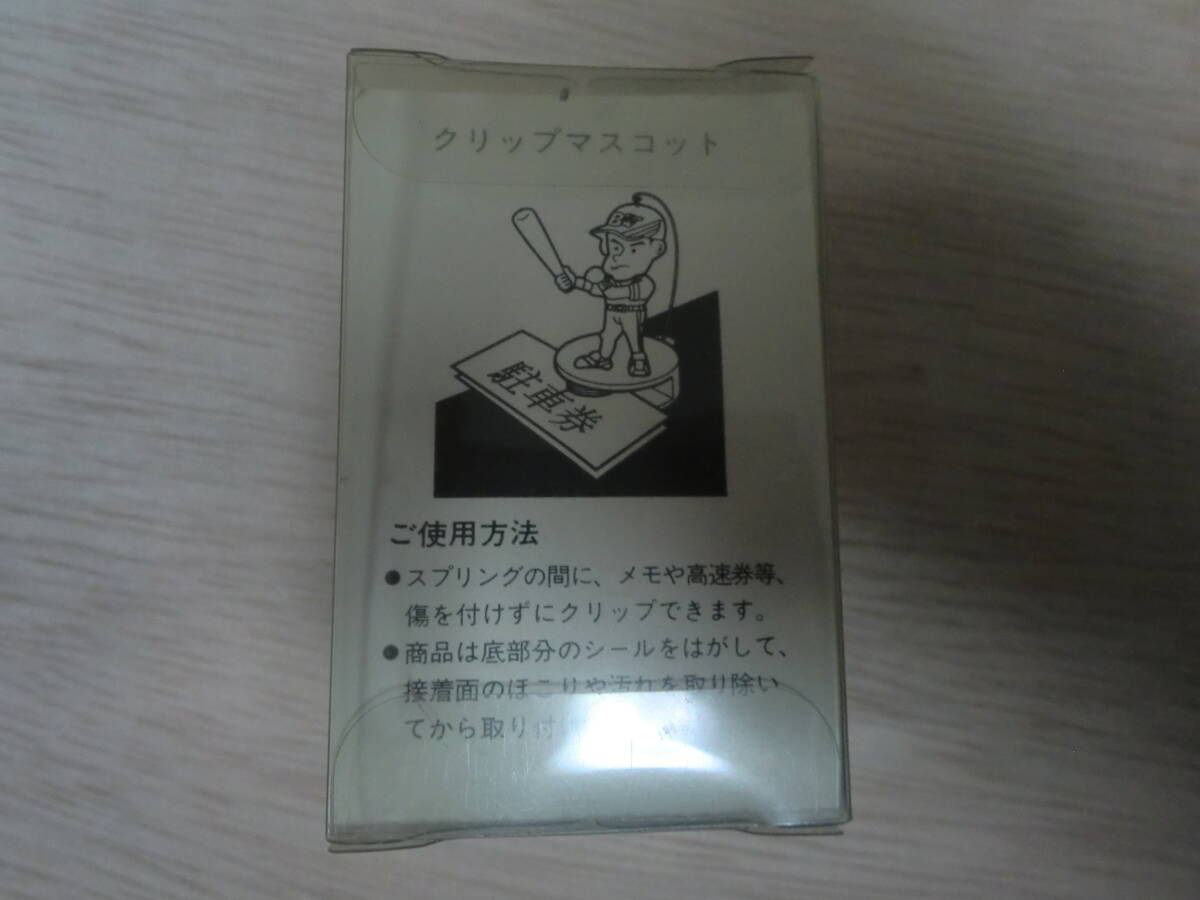 クリップマスコット
BW
駐車券
ご使用方法
●スプリングの間に、メモや高速券等、
傷を付けずにクリップできます。
●商品は底部分のシールをはがして、
接着面のほこりや汚れを取り除い
てから取り付け